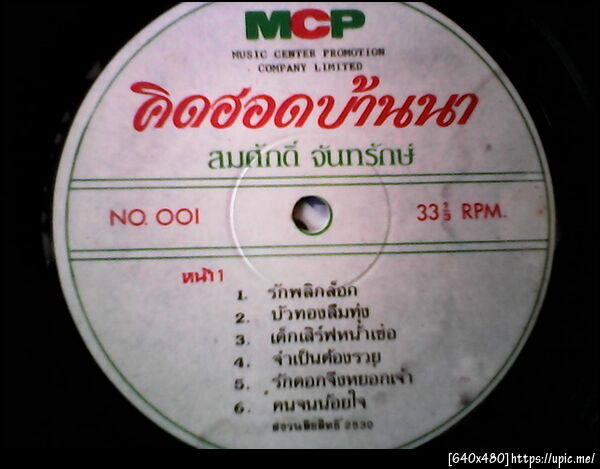 MCP
MUSIC CENTER PROMOTION
COMPANY LIMITED
คิดฮอดบ้านนา
สมศักดิ์ จันทรักษ์
NO. 001
33⅓ RPM.
หน้า 1
1. รักพลิกล็อก
2. บัวทองลืมทุ่ง
3. เด็กเสิร์ฟหน้าเซ่อ
4. จำเป็นต้องรวย
5. รักดอกจึงหยอกเจ้า
6. คนจนน้อยใจ
สงวนลิขสิทธิ์ 2530
[640x480]https://upic.me/